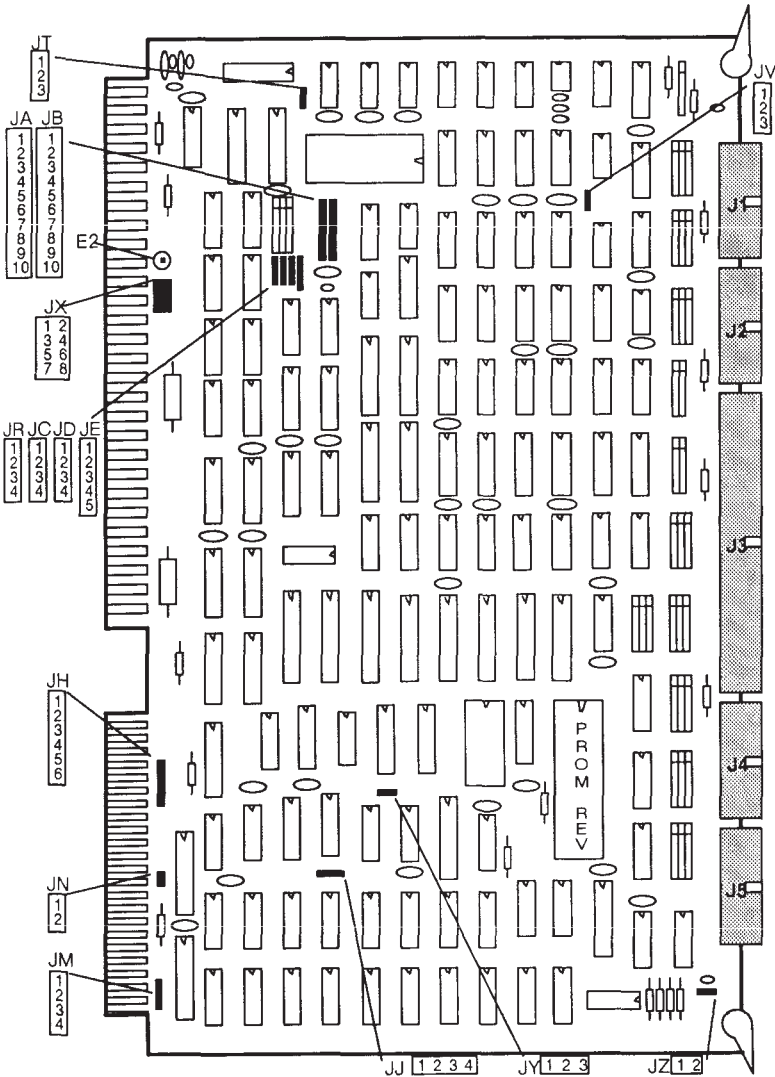 JT
1
2
3
JV
1
2
3
JA JB
1 1
2 2
3 3
4 4
5 5
6 6
7 7
8 8
9 9
10 10
J1
E2
JX
1 2
3 4
5 6
7 8
J2
JR JC JD JE
1 1 1 1
2 2 2 2
3 3 3 3
4 4 4 4
5
J3
JH
1
2
3
4
5
6
PROM REV
J4
JN
1
2
J5
JM
1
2
3
4
JJ 1 2 3 4
JY 1 2 3
JZ 1 2